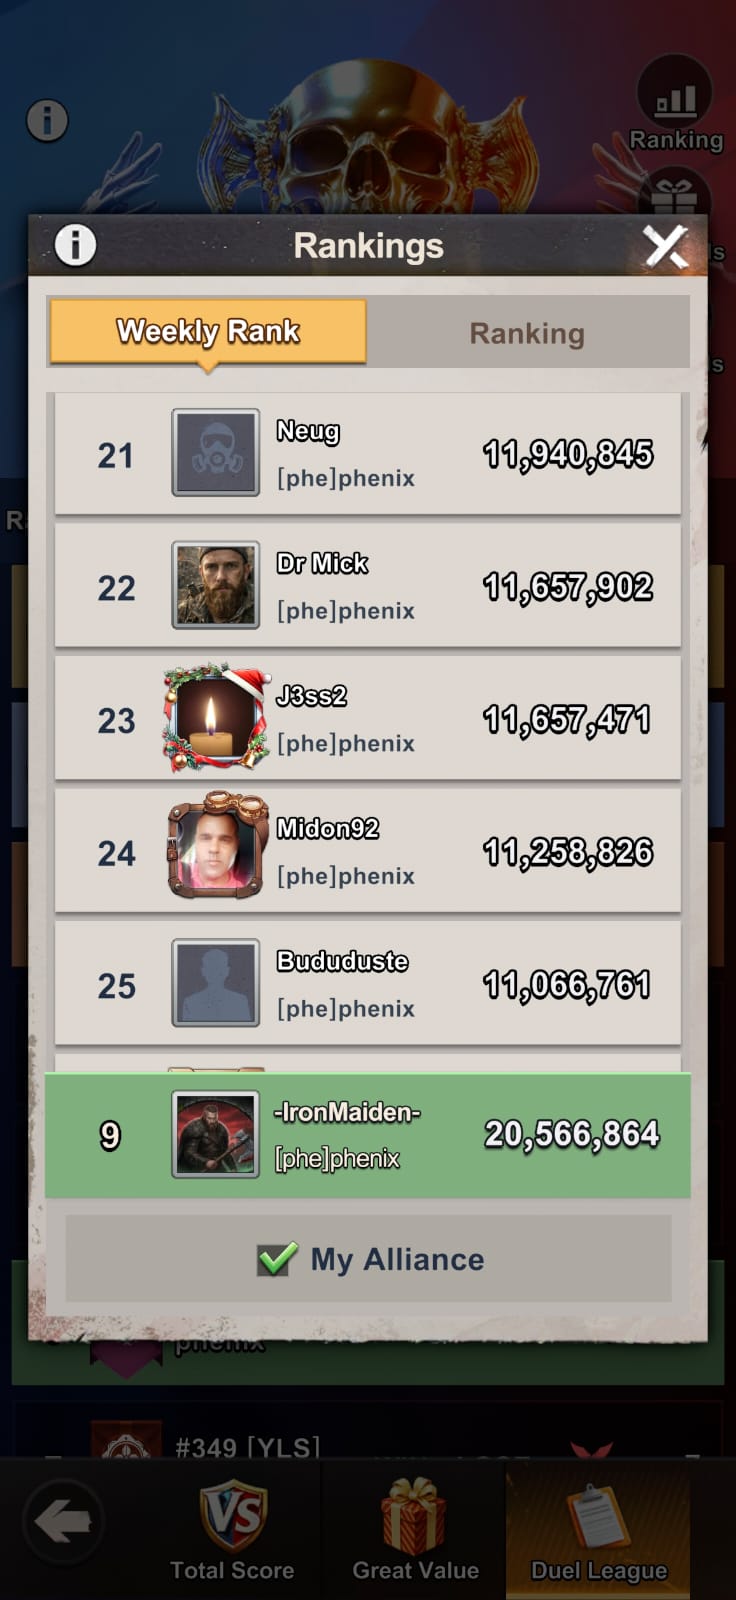 Ranking
Rankings
Weekly Rank
Ranking
21
Neug
[phe]phenix
11,940,845
22
Dr Mick
[phe]phenix
11,657,902
23
J3ss2
[phe]phenix
11,657,471
24
Midon92
[phe]phenix
11,258,826
25
Bududuste
[phe]phenix
11,066,761
9
-IronMaiden-
[phe]phenix
20,566,864
My Alliance
phenix
#349 [YLS]
VS
Total Score
Great Value
Duel League